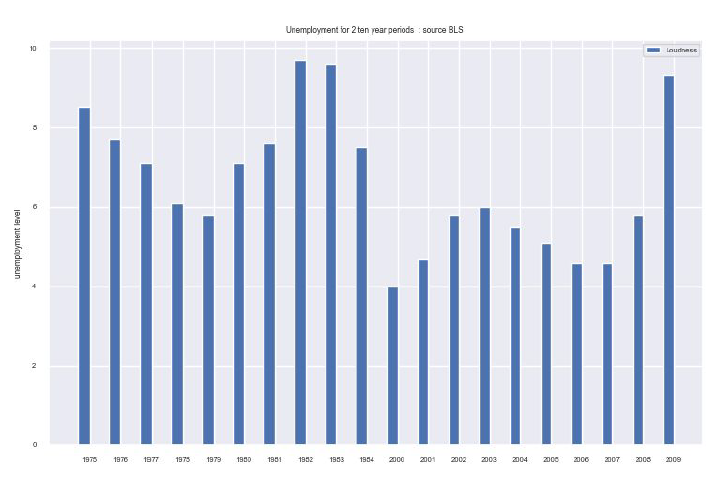 Unemployment for 2 ten year periods : source BLS
Loudness
unemployment level
10
8
6
4
2
0
1975 1976 1977 1978 1979 1980 1981 1982 1983 1984 2000 2001 2002 2003 2004 2005 2006 2007 2008 2009